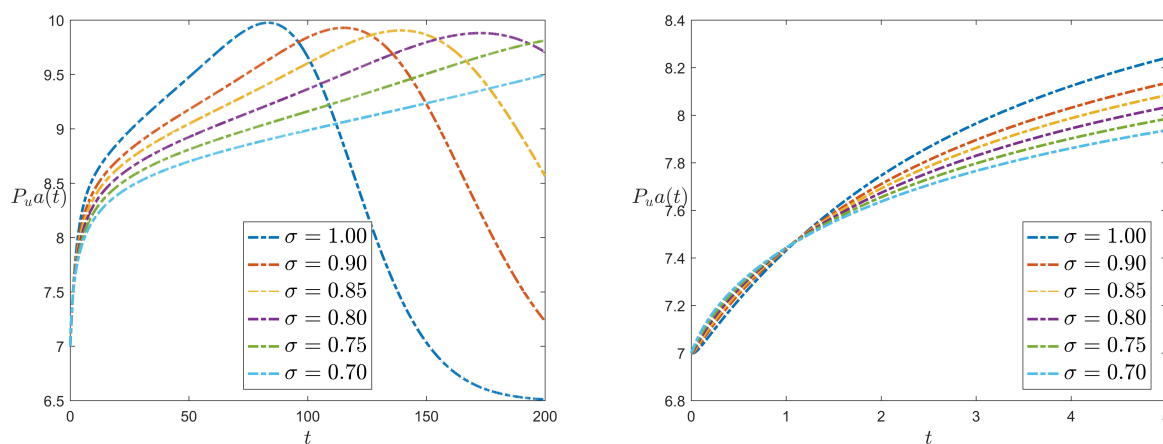 10
9.5
9
8.5
P_u a(t)
8
7.5
7
6.5
0
50
100
150
200
t
σ = 1.00
σ = 0.90
σ = 0.85
σ = 0.80
σ = 0.75
σ = 0.70
8.4
8.2
8
7.8
P_u a(t)
7.6
7.4
7.2
7
6.8
0
1
2
3
4
t
σ = 1.00
σ = 0.90
σ = 0.85
σ = 0.80
σ = 0.75
σ = 0.70